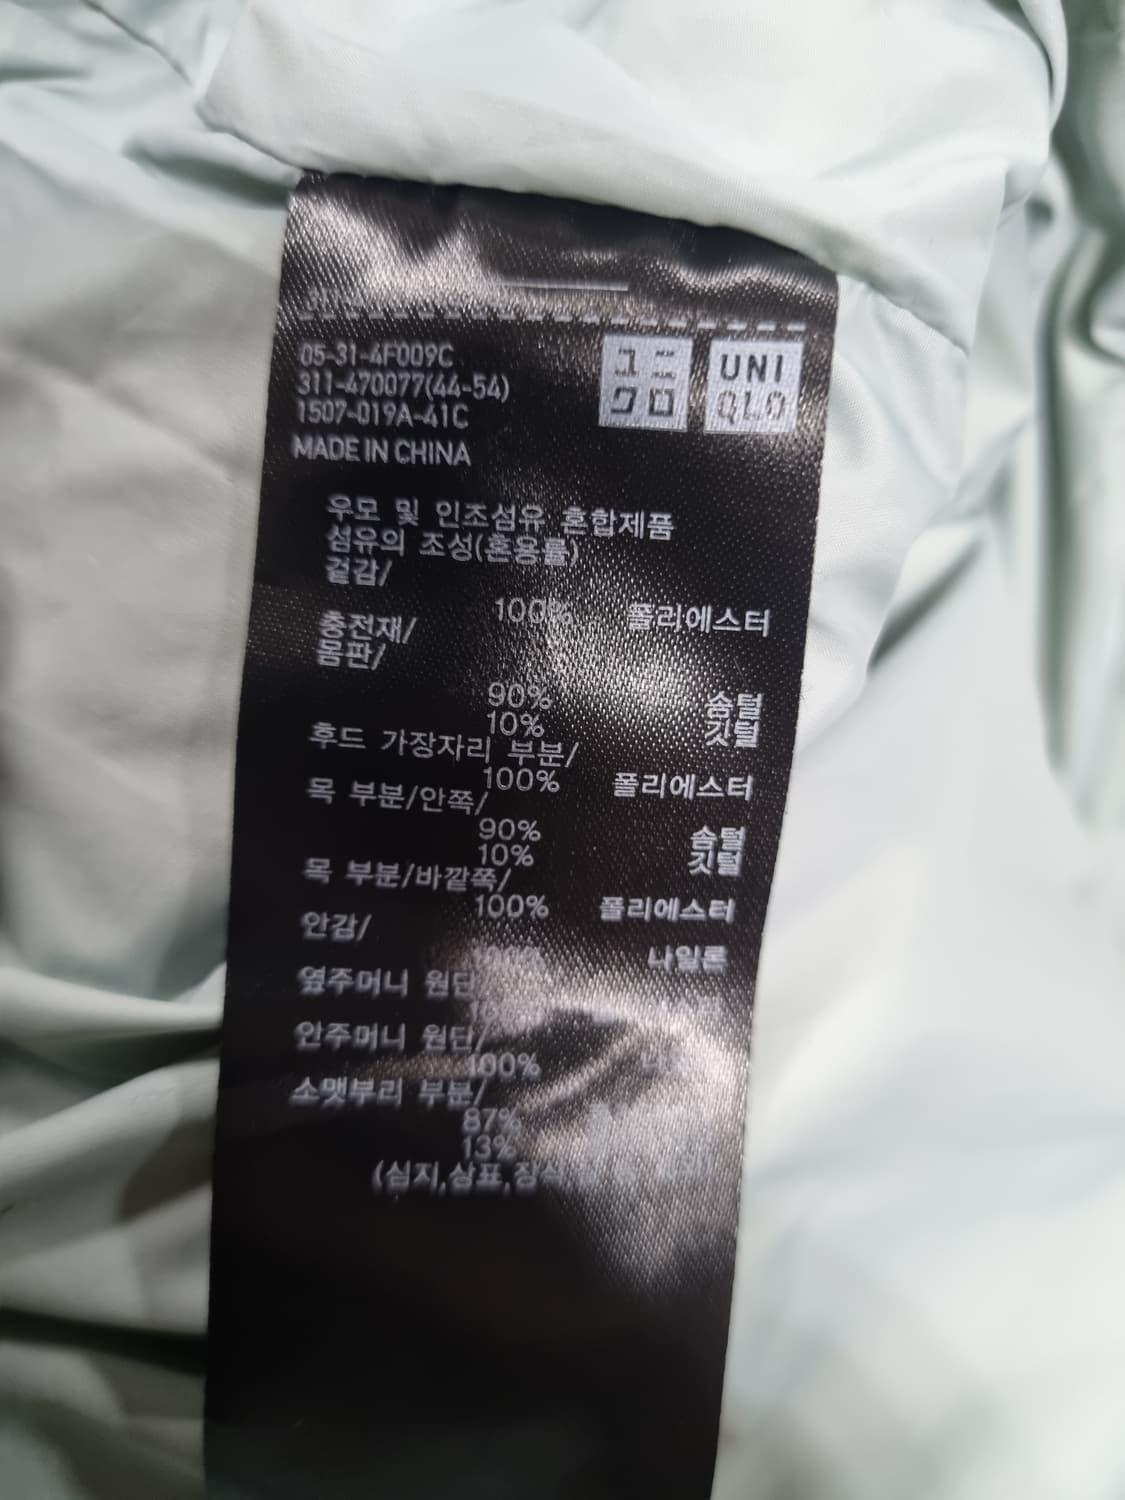 05-31-4F009C
311-470077(44-54)
1507-019A-41C
MADE IN CHINA
ユニ
クロ
UNI
QLO
우모 및 인조섬유 혼합제품
섬유의 조성(혼용률)
겉감/
100% 폴리에스터
충전재/
몸판/
90% 솜털
10% 깃털
후드 가장자리 부분/
100% 폴리에스터
목 부분/안쪽/
90% 솜털
10% 깃털
목 부분/바깥쪽/
100% 폴리에스터
안감/
나일론
옆주머니 원단
안주머니 원단/
100%
소맷부리 부분/
87%
13%
(심지,상표,장식